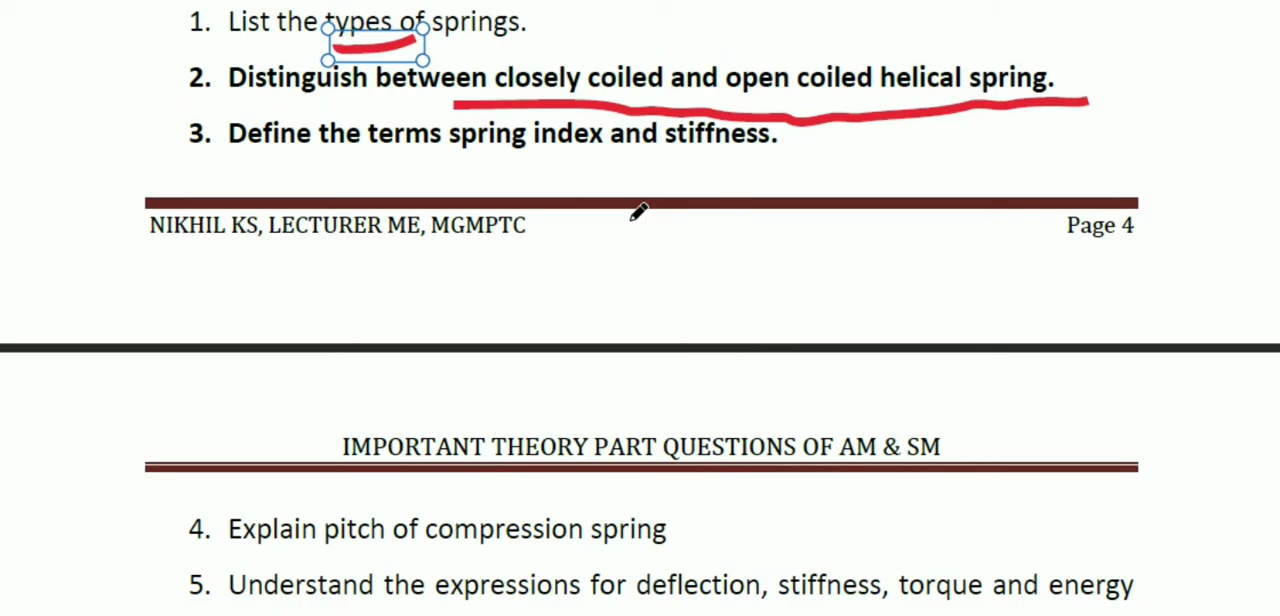 1. List the types of springs.
2. Distinguish between closely coiled and open coiled helical spring.
3. Define the terms spring index and stiffness.
NIKHIL KS, LECTURER ME, MGMPTC Page 4
IMPORTANT THEORY PART QUESTIONS OF AM & SM
4. Explain pitch of compression spring
5. Understand the expressions for deflection, stiffness, torque and energy